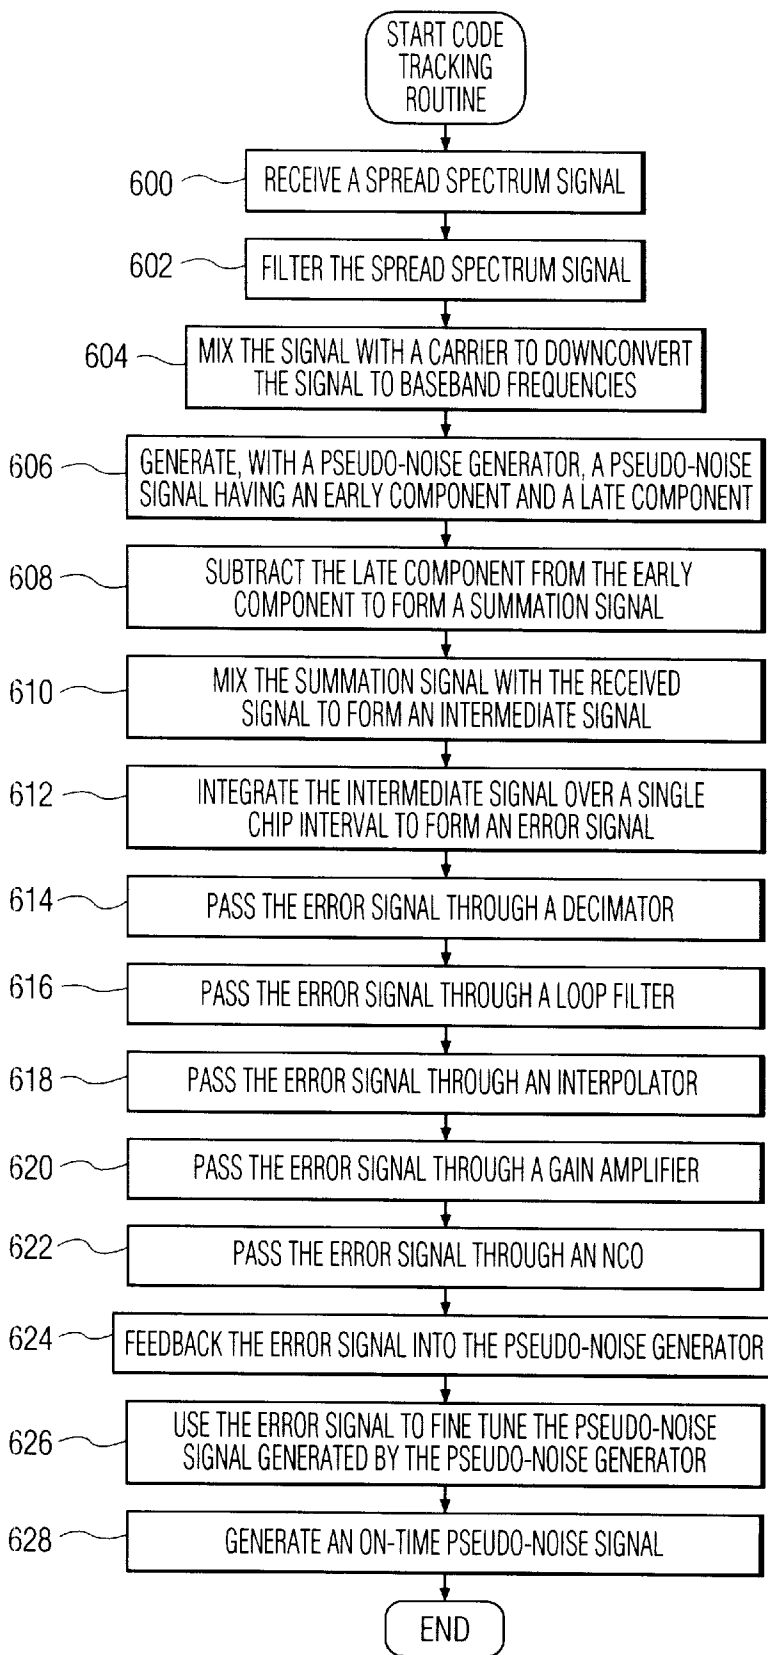 START CODE
TRACKING
ROUTINE
600
RECEIVE A SPREAD SPECTRUM SIGNAL
602
FILTER THE SPREAD SPECTRUM SIGNAL
604
MIX THE SIGNAL WITH A CARRIER TO DOWNCONVERT
THE SIGNAL TO BASEBAND FREQUENCIES
606
GENERATE, WITH A PSEUDO-NOISE GENERATOR, A PSEUDO-NOISE
SIGNAL HAVING AN EARLY COMPONENT AND A LATE COMPONENT
608
SUBTRACT THE LATE COMPONENT FROM THE EARLY
COMPONENT TO FORM A SUMMATION SIGNAL
610
MIX THE SUMMATION SIGNAL WITH THE RECEIVED
SIGNAL TO FORM AN INTERMEDIATE SIGNAL
612
INTEGRATE THE INTERMEDIATE SIGNAL OVER A SINGLE
CHIP INTERVAL TO FORM AN ERROR SIGNAL
614
PASS THE ERROR SIGNAL THROUGH A DECIMATOR
616
PASS THE ERROR SIGNAL THROUGH A LOOP FILTER
618
PASS THE ERROR SIGNAL THROUGH AN INTERPOLATOR
620
PASS THE ERROR SIGNAL THROUGH A GAIN AMPLIFIER
622
PASS THE ERROR SIGNAL THROUGH AN NCO
624
FEEDBACK THE ERROR SIGNAL INTO THE PSEUDO-NOISE GENERATOR
626
USE THE ERROR SIGNAL TO FINE TUNE THE PSEUDO-NOISE
SIGNAL GENERATED BY THE PSEUDO-NOISE GENERATOR
628
GENERATE AN ON-TIME PSEUDO-NOISE SIGNAL
END